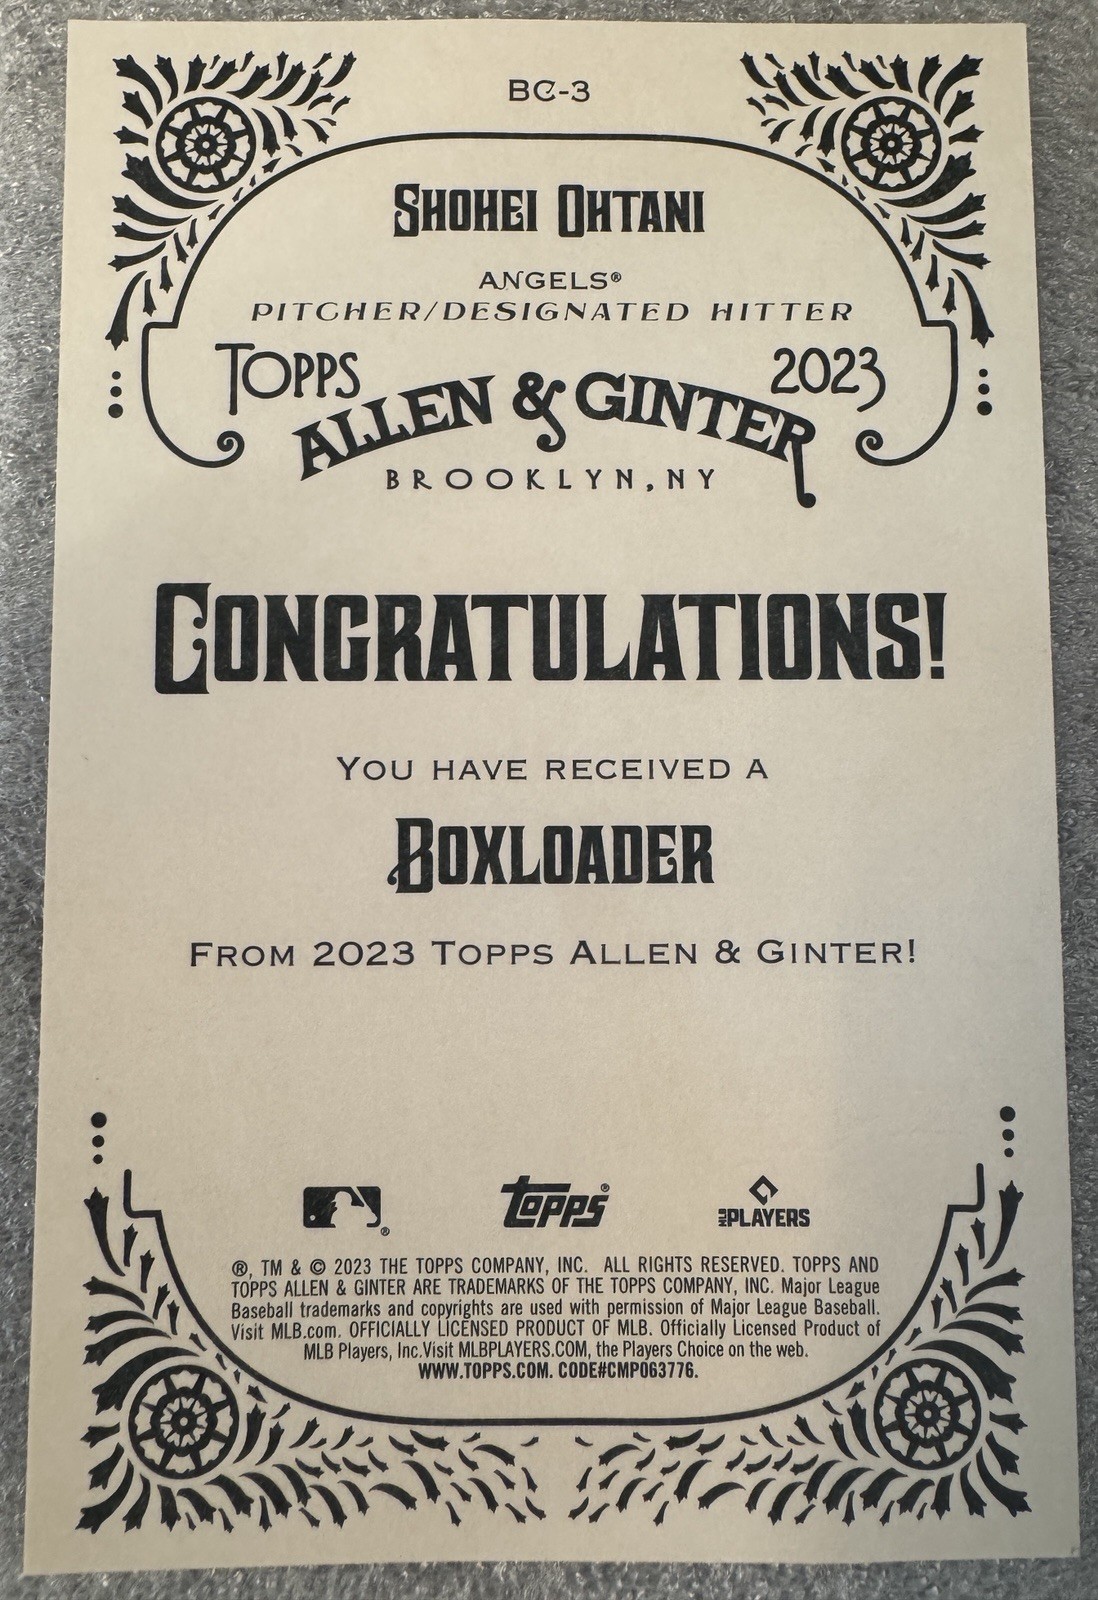 BC-3
SHOHEI OHTANI
ANGELS®
PITCHER/DESIGNATED HITTER
TOPPS 2023
ALLEN & GINTER
BROOKLYN, NY
CONGRATULATIONS!
YOU HAVE RECEIVED A
BOXLOADER
FROM 2023 TOPPS ALLEN & GINTER!
® topps® MLB PLAYERS
®, TM & © 2023 THE TOPPS COMPANY, INC. ALL RIGHTS RESERVED. TOPPS AND
TOPPS ALLEN & GINTER ARE TRADEMARKS OF THE TOPPS COMPANY, INC. Major League
Baseball trademarks and copyrights are used with permission of Major League Baseball.
Visit MLB.com. OFFICIALLY LICENSED PRODUCT OF MLB. Officially Licensed Product of
MLB Players, Inc.Visit MLBPLAYERS.COM, the Players Choice on the web.
WWW.TOPPS.COM. CODE#CMP063776.